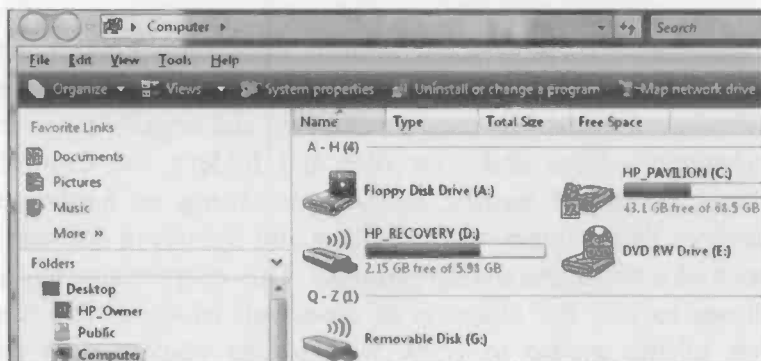 Computer
Search
File Edit View Tools Help
Organize Views System properties Uninstall or change a program Map network drive
Favorite Links
Documents
Pictures
Music
More »
Folders
Desktop
HP_Owner
Public
Computer
Name Type Total Size Free Space
A - H (4)
Floppy Disk Drive (A:)
HP_PAVILION (C:)
43.1 GB free of 68.5 GB
HP_RECOVERY (D:)
2.15 GB free of 5.98 GB
DVD RW Drive (E:)
Q - Z (1)
Removable Disk (G:)